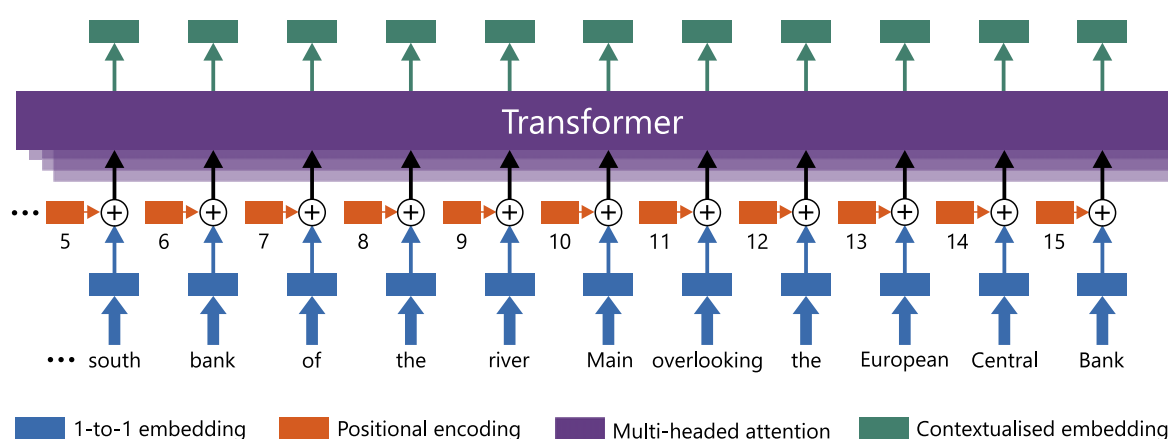 Transformer
••• 5 6 7 8 9 10 11 12 13 14 15
••• south bank of the river Main overlooking the European Central Bank
1-to-1 embedding Positional encoding Multi-headed attention Contextualised embedding